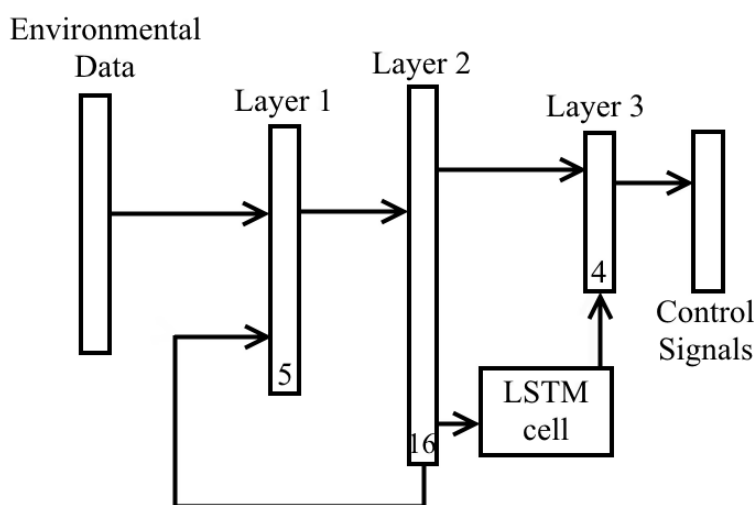 Environmental
Data
Layer 1
Layer 2
Layer 3
5
16
4
LSTM
cell
Control
Signals